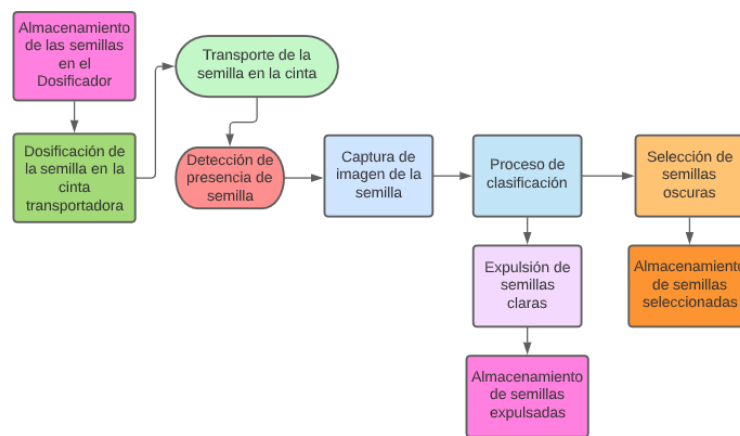 Almacenamiento
de las semillas
en el
Dosificador
Dosificación de
la semilla en la
cinta
transportadora
Transporte de la
semilla en la cinta
Detección de
presencia de
semilla
Captura de
imagen de la
semilla
Proceso de
clasificación
Selección de
semillas
oscuras
Expulsión de
semillas
claras
Almacenamiento
de semillas
seleccionadas
Almacenamiento
de semillas
expulsadas